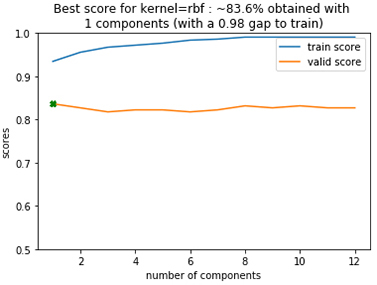 Best score for kernel=rbf : ~83.6% obtained with
1 components (with a 0.98 gap to train)
1.0
0.9
0.8
0.7
0.6
0.5
scores
train score
valid score
2 4 6 8 10 12
number of components